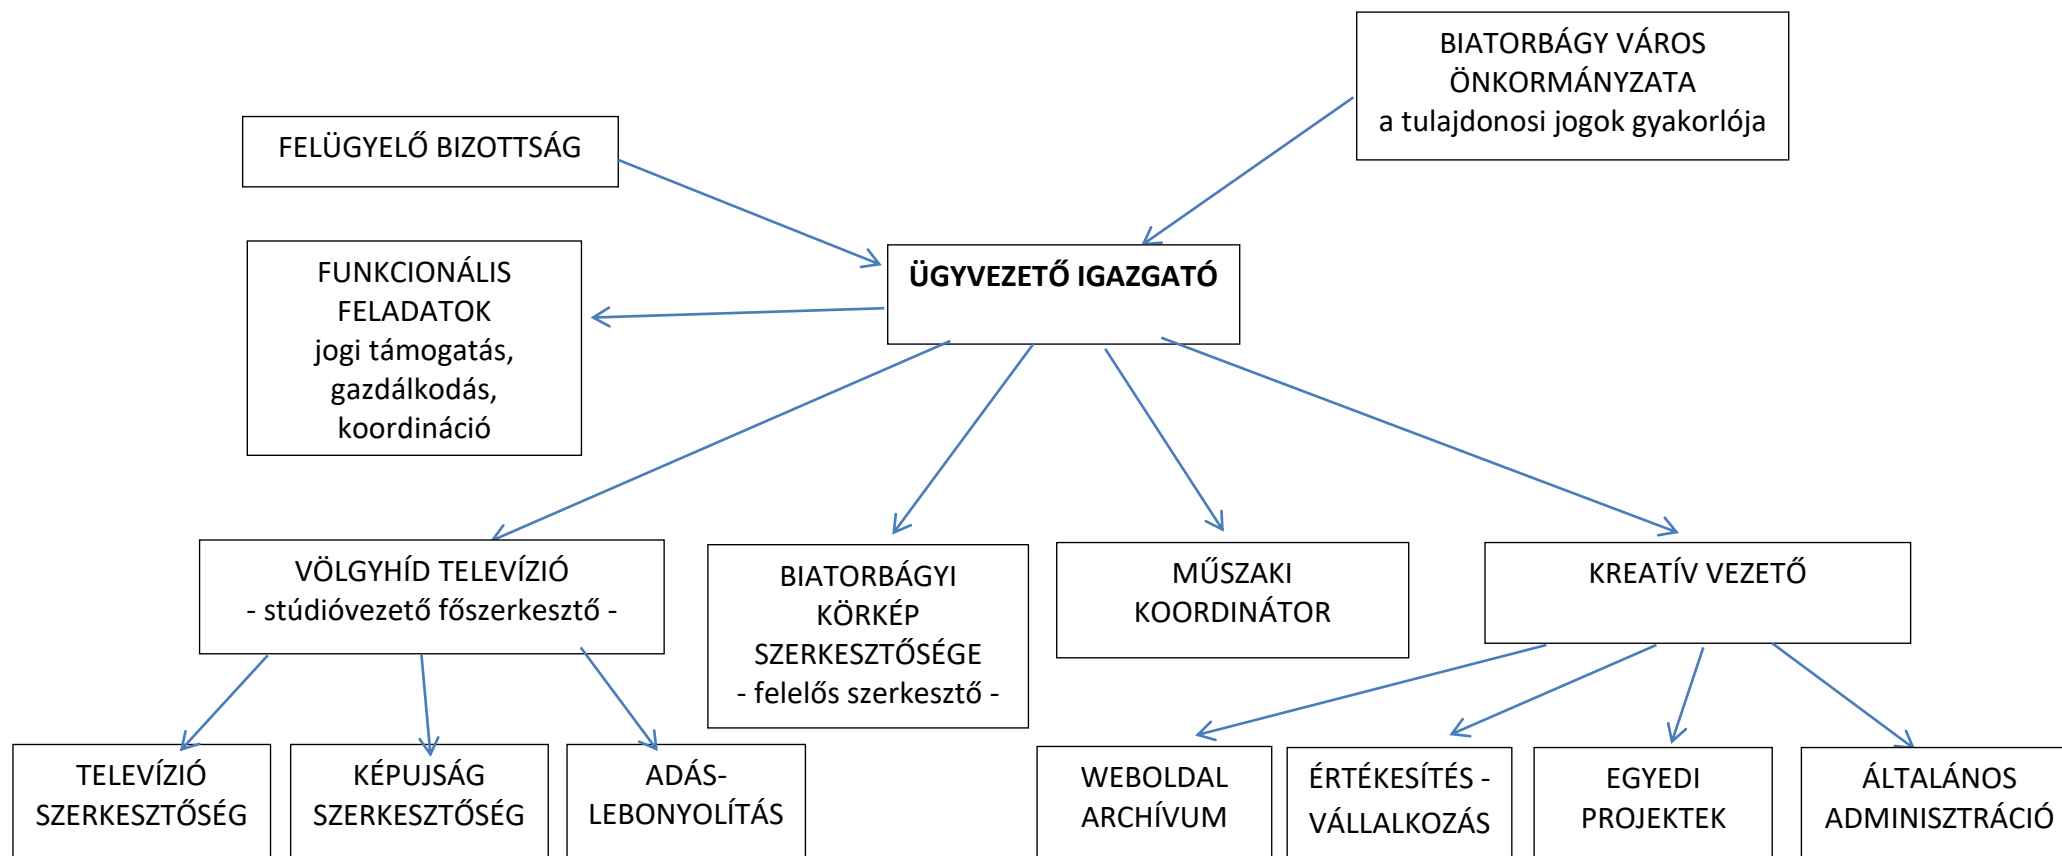 BIATORBÁGY VÁROS
ÖNKORMÁNYZATA
a tulajdonosi jogok gyakorlója
FELÜGYELŐ BIZOTTSÁG
ÜGYVEZETŐ IGAZGATÓ
FUNKCIONÁLIS
FELADATOK
jogi támogatás,
gazdálkodás,
koordináció
VÖLGYHÍD TELEVÍZIÓ
- stúdióvezető főszerkesztő -
BIATORBÁGYI
KÖRKÉP
SZERKESZTŐSÉGE
- felelős szerkesztő -
MŰSZAKI
KOORDINÁTOR
KREATÍV VEZETŐ
TELEVÍZIÓ
SZERKESZTŐSÉG
KÉPUJSÁG
SZERKESZTŐSÉG
ADÁS-
LEBONYOLÍTÁS
WEBOLDAL
ARCHÍVUM
ÉRTÉKESÍTÉS -
VÁLLALKOZÁS
EGYEDI
PROJEKTEK
ÁLTALÁNOS
ADMINISZTRÁCIÓ